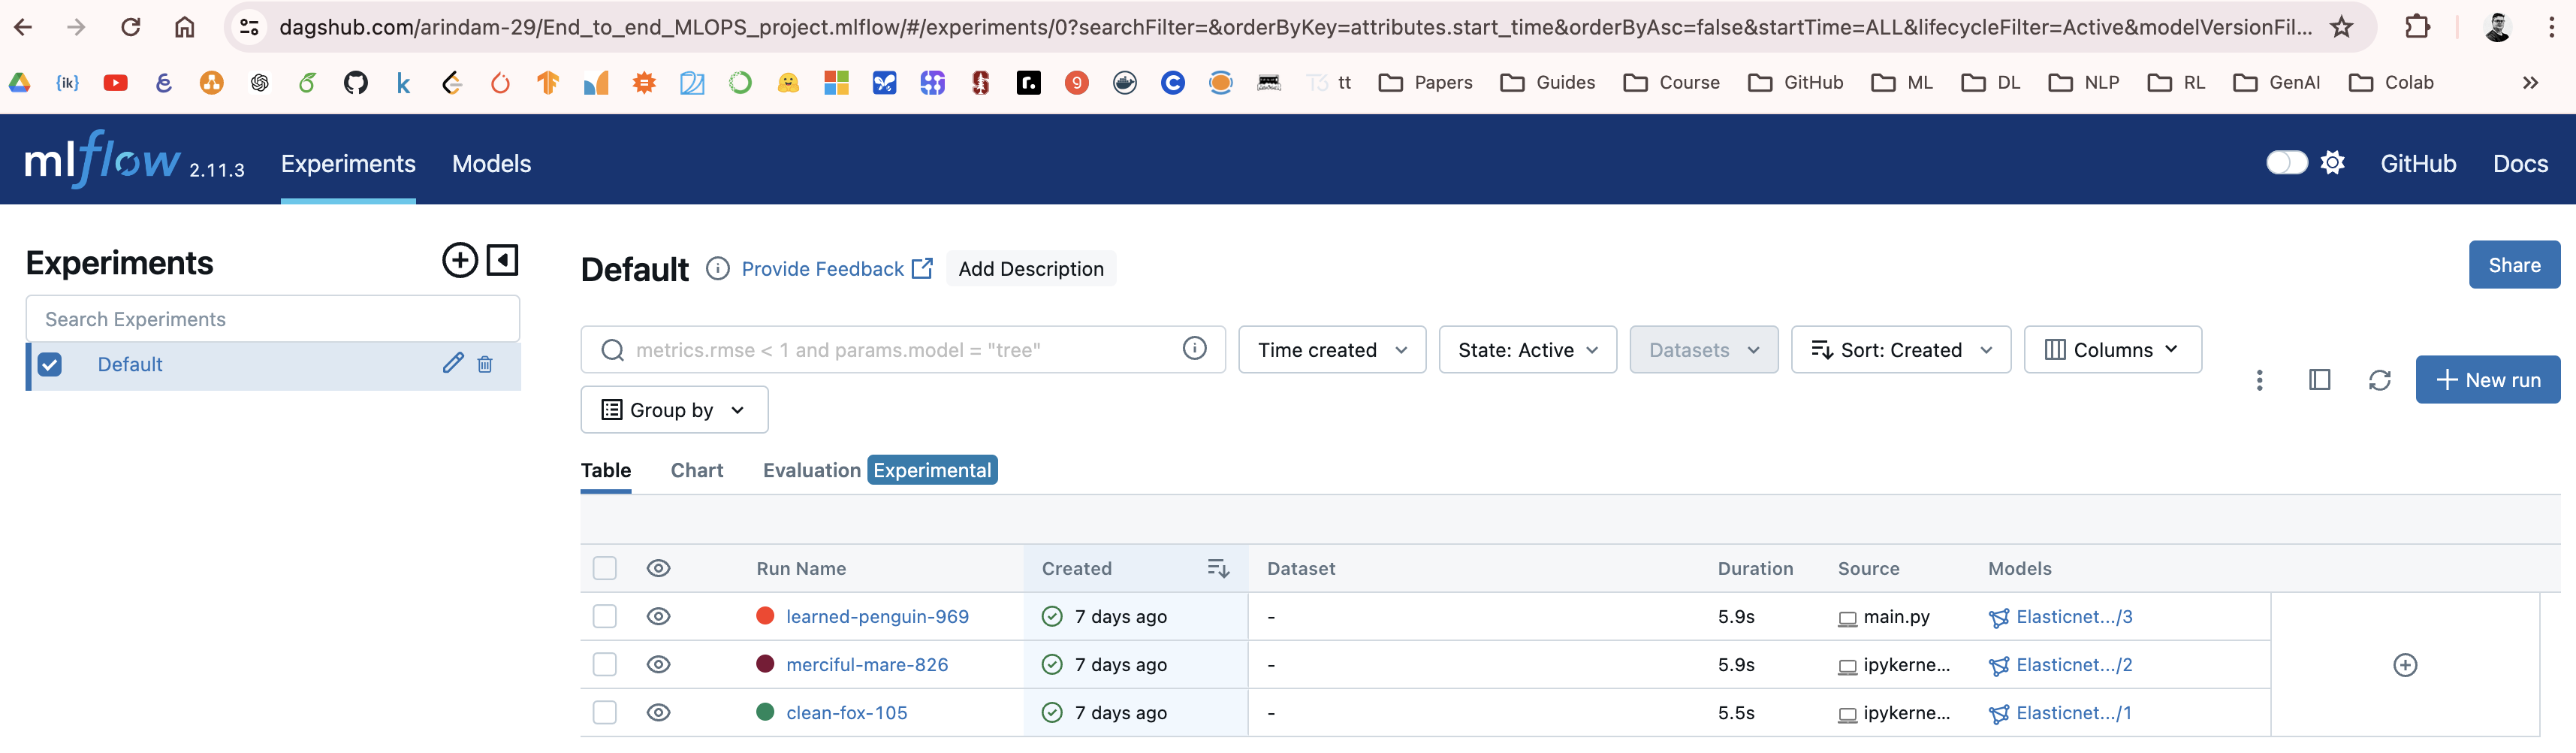 dagshub.com/arindam-29/End_to_end_MLOPS_project.mlflow/#/experiments/0?searchFilter=&orderByKey=attributes.start_time&orderByAsc=false&startTime=ALL&lifecycleFilter=Active&modelVersionFil...
{ik} k r. 9 C T3 tt Papers Guides Course GitHub ML DL NLP RL GenAI Colab »
mlflow 2.11.3 Experiments Models GitHub Docs
Experiments
Search Experiments
Default
Default Provide Feedback Add Description Share
metrics.rmse < 1 and params.model = "tree" Time created State: Active Datasets Sort: Created Columns
Group by
+ New run
Table Chart Evaluation Experimental
Run Name Created Dataset Duration Source Models
learned-penguin-969 7 days ago - 5.9s main.py Elasticnet.../3
merciful-mare-826 7 days ago - 5.9s ipykerne... Elasticnet.../2
clean-fox-105 7 days ago - 5.5s ipykerne... Elasticnet.../1